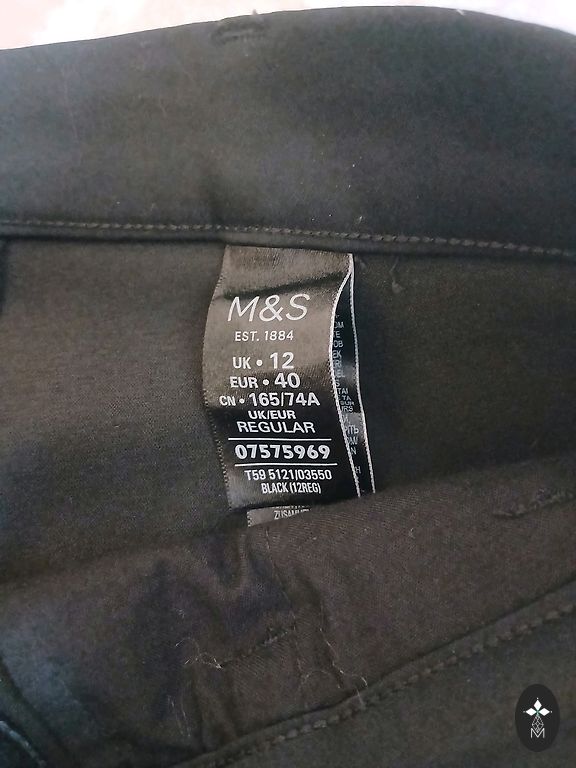 M&S
EST. 1884
UK • 12
EUR • 40
CN • 165/74A
UK/EUR
REGULAR
07575969
T59 5121/03550
BLACK (12REG)
M